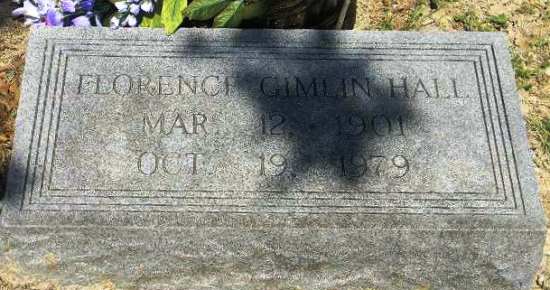 FLORENCE GIMLIN HALL
MAR. 12, 1901
OCT. 19, 1979